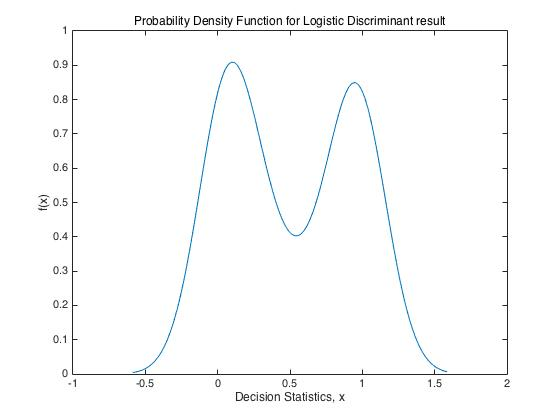 Probability Density Function for Logistic Discriminant result
1
0.9
0.8
0.7
0.6
0.5
0.4
0.3
0.2
0.1
0
f(x)
-1 -0.5 0 0.5 1 1.5 2
Decision Statistics, x